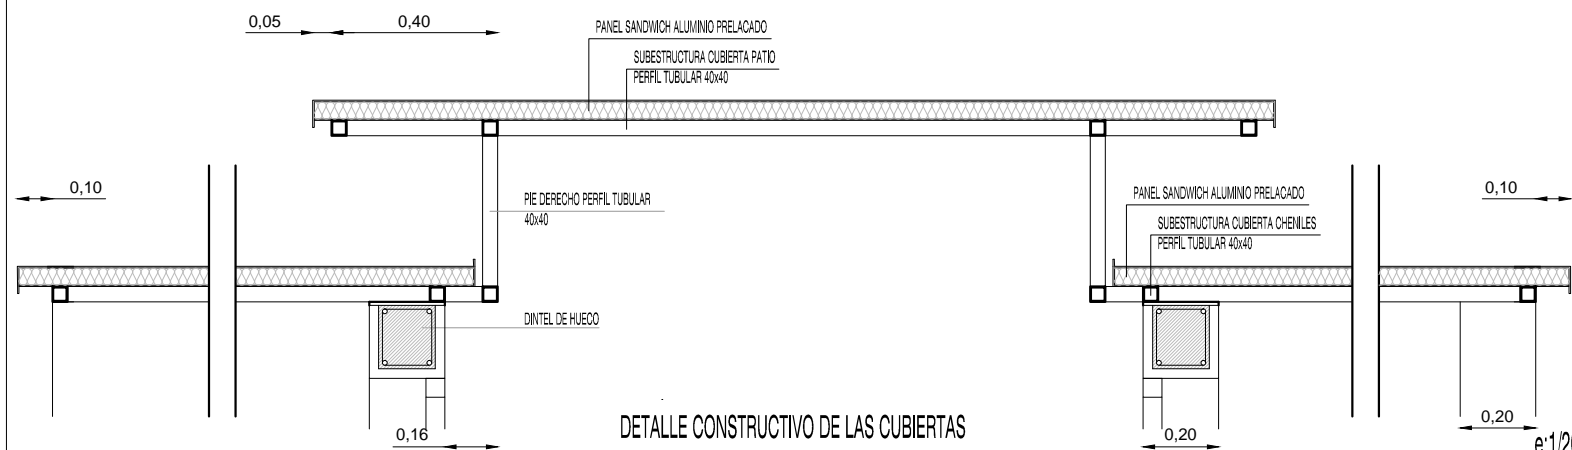 0,05
0,40
PANEL SANDWICH ALUMINIO PRELACADO
SUBESTRUCTURA CUBIERTA PATIO
PERFIL TUBULAR 40x40
0,10
PIE DERECHO PERFIL TUBULAR
40x40
PANEL SANDWICH ALUMINIO PRELACADO
0,10
SUBESTRUCTURA CUBIERTA CHENILES
PERFIL TUBULAR 40x40
DINTEL DE HUECO
0,16
DETALLE CONSTRUCTIVO DE LAS CUBIERTAS
0,20
0,20